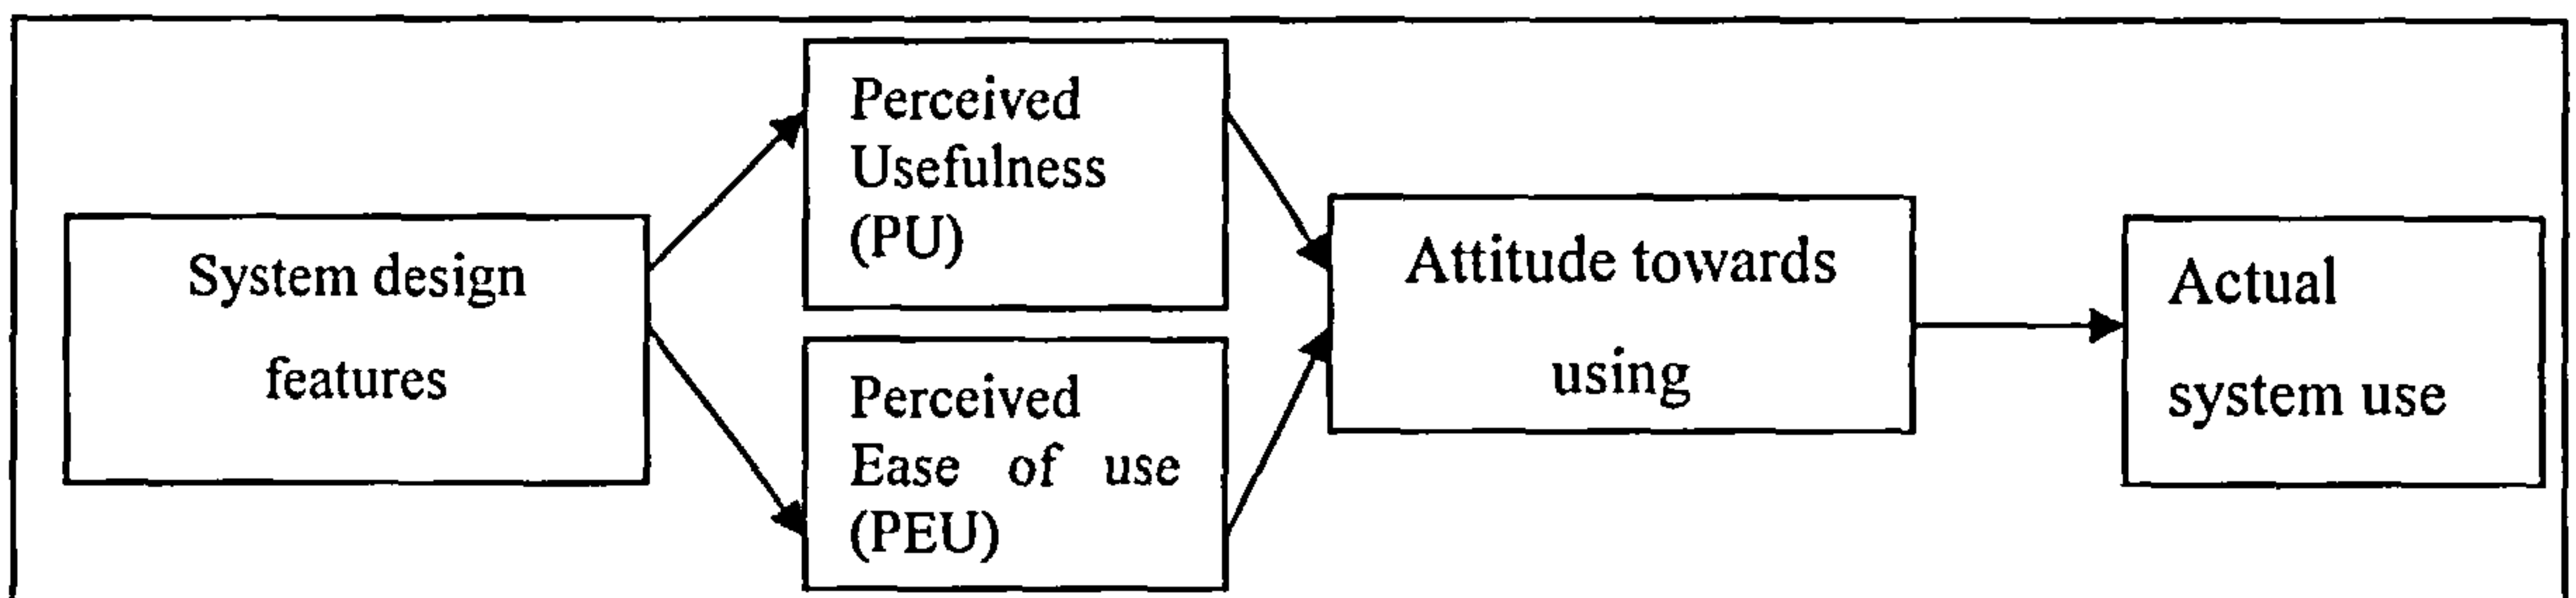 System design
features
Perceived
Usefulness
(PU)
Perceived
Ease of use
(PEU)
Attitude towards
using
Actual
system use